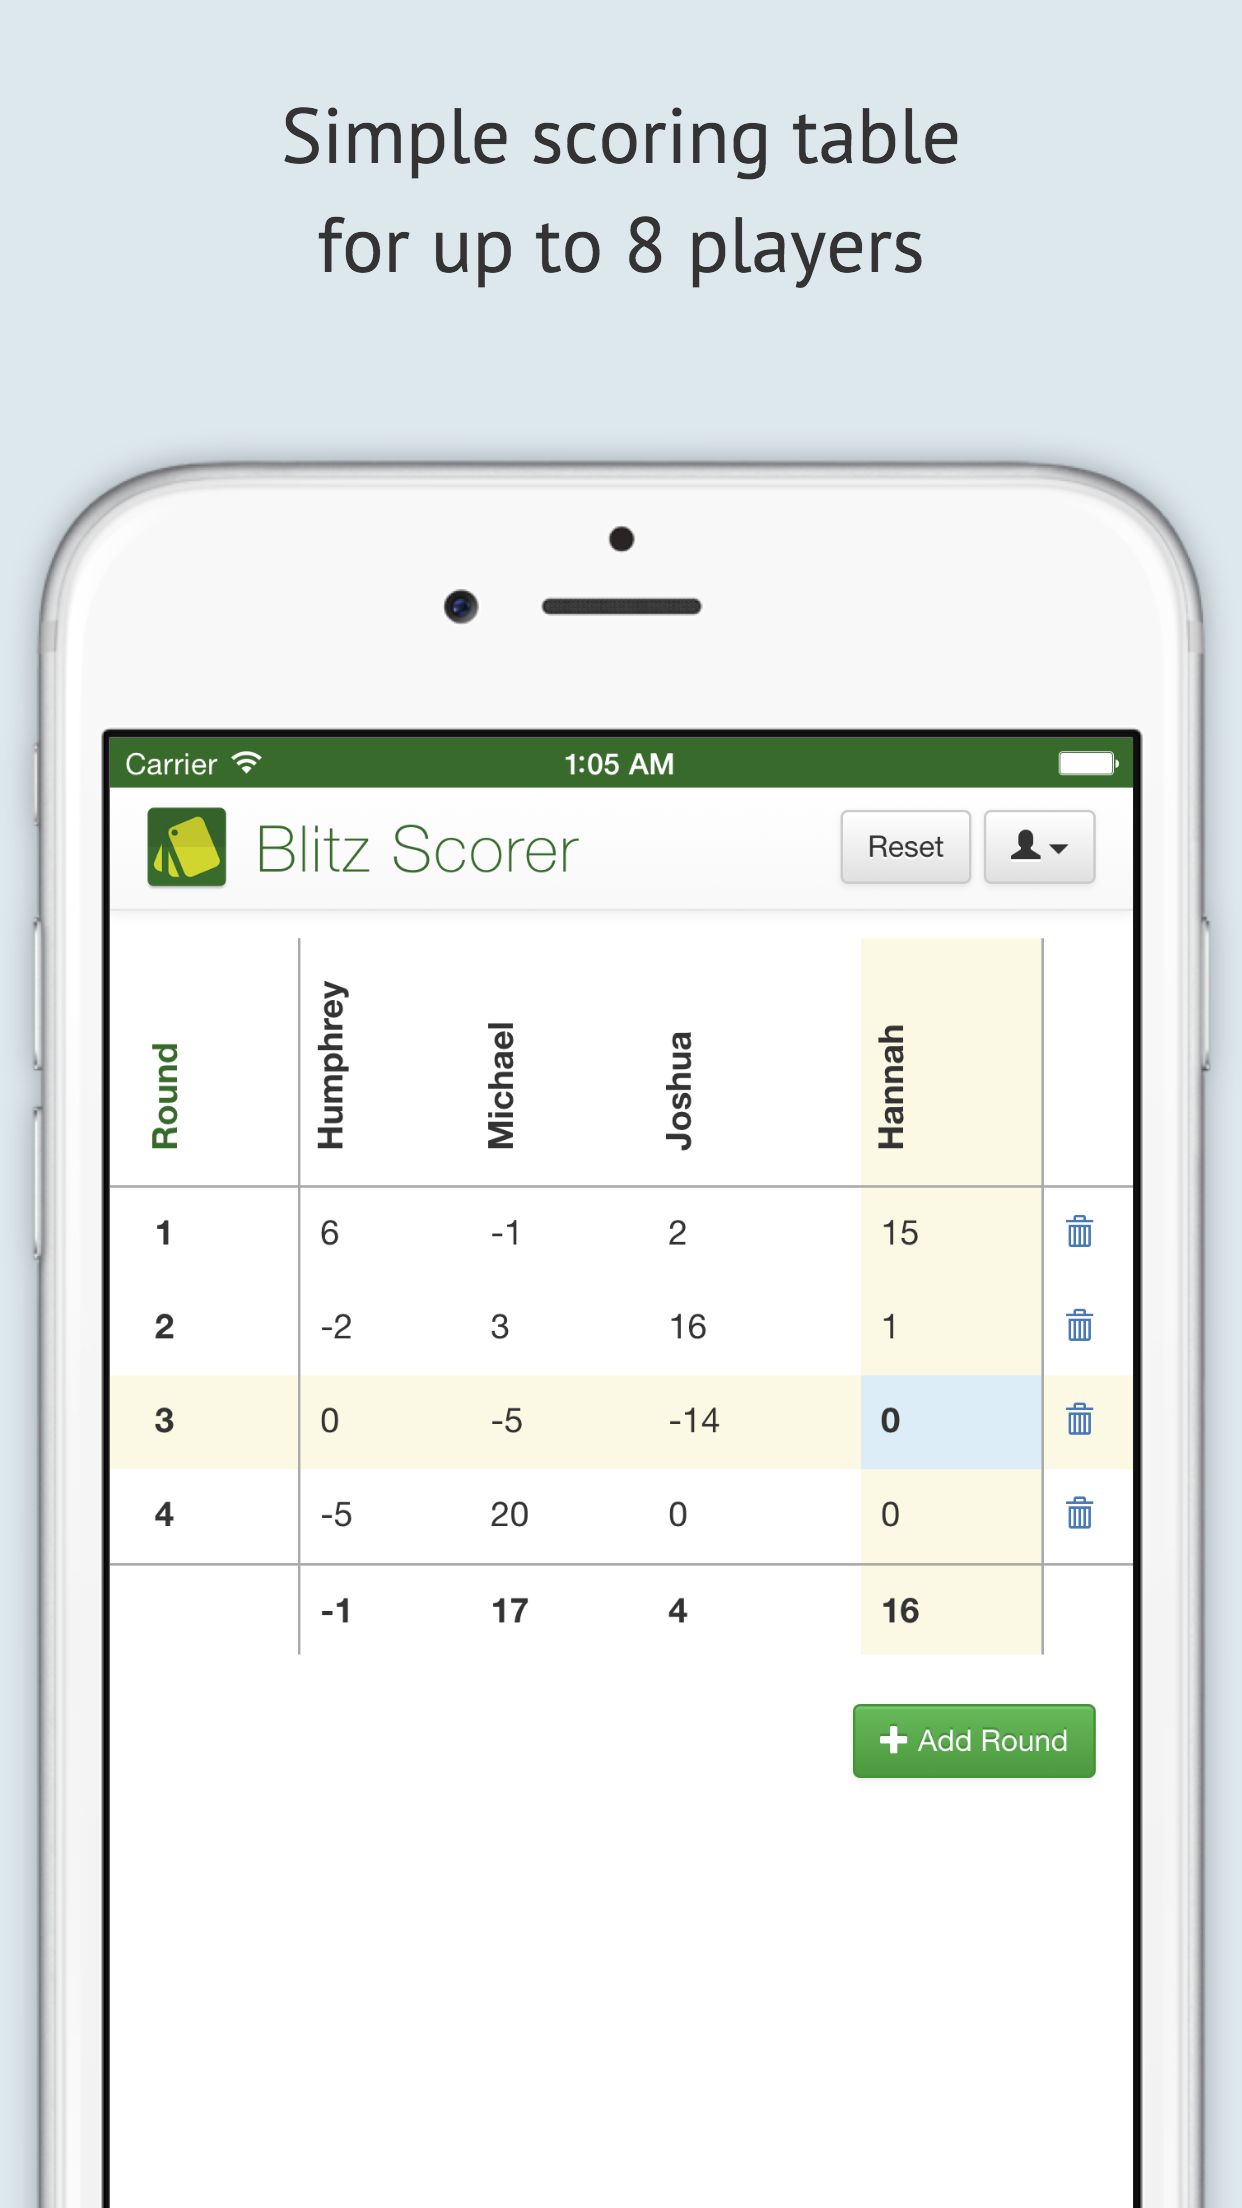 Simple scoring table
for up to 8 players
Carrier 1:05 AM
Blitz Scorer Reset
Round Humphrey Michael Joshua Hannah
1 6 -1 2 15
2 -2 3 16 1
3 0 -5 -14 0
4 -5 20 0 0
-1 17 4 16
Add Round